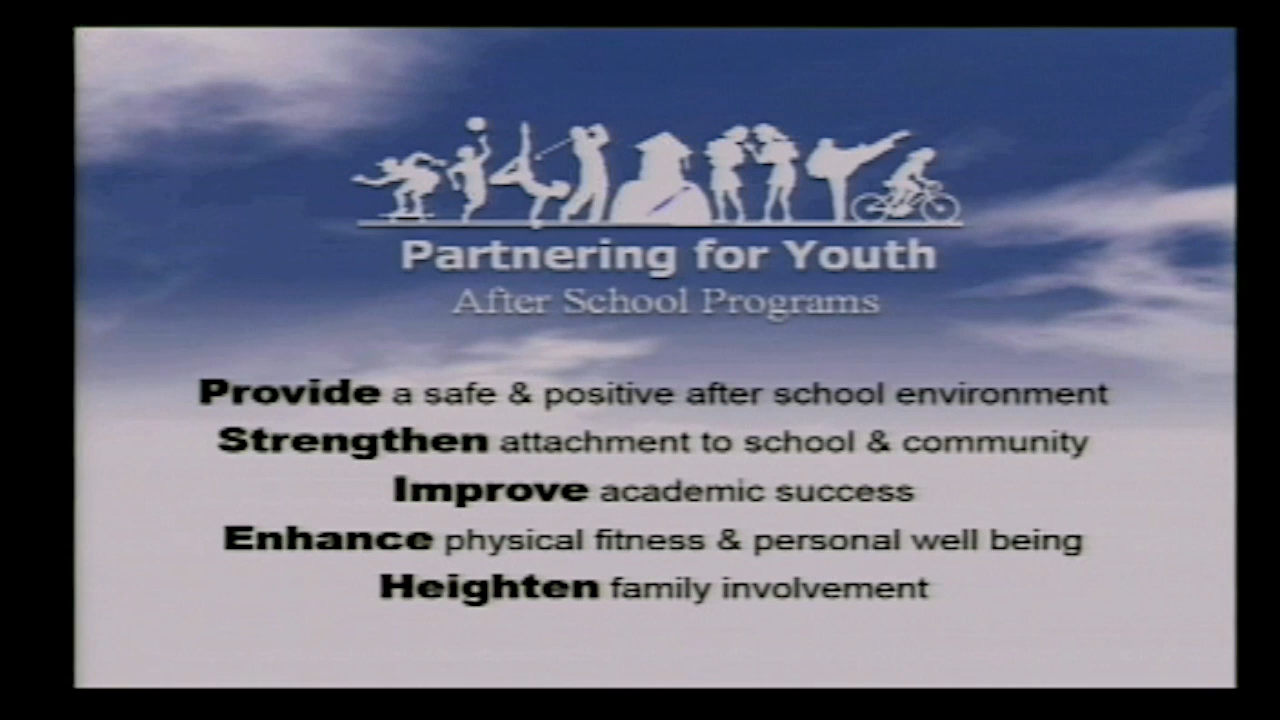 Partnering for Youth
After School Programs
Provide a safe & positive after school environment
Strengthen attachment to school & community
Improve academic success
Enhance physical fitness & personal well being
Heighten family involvement